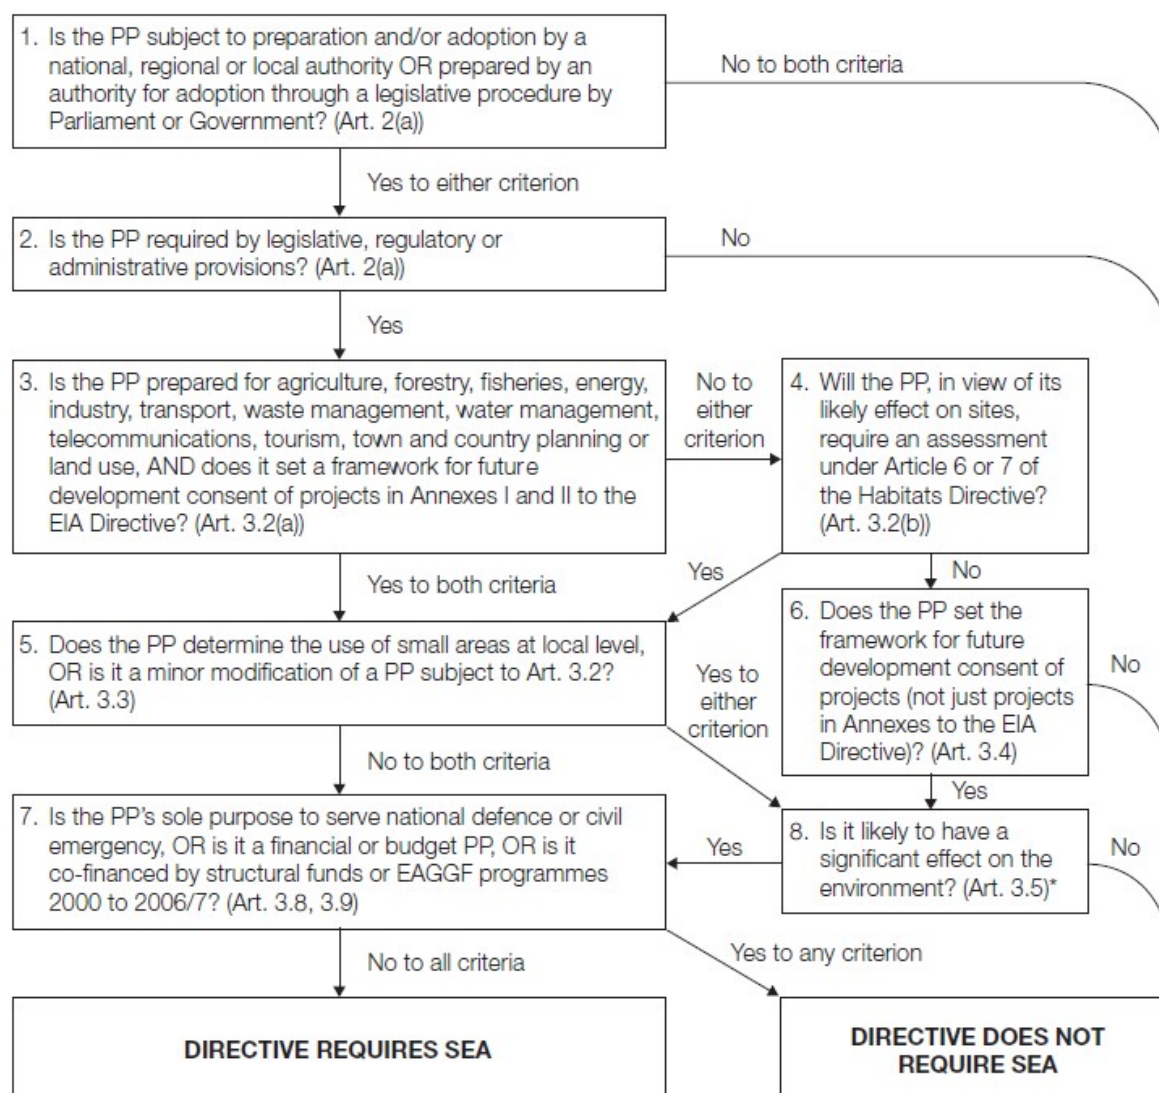 1. Is the PP subject to preparation and/or adoption by a
national, regional or local authority OR prepared by an
authority for adoption through a legislative procedure by
Parliament or Government? (Art. 2(a))
No to both criteria
Yes to either criterion
2. Is the PP required by legislative, regulatory or
administrative provisions? (Art. 2(a))
No
Yes
3. Is the PP prepared for agriculture, forestry, fisheries, energy,
industry, transport, waste management, water management,
telecommunications, tourism, town and country planning or
land use, AND does it set a framework for future
development consent of projects in Annexes I and II to the
EIA Directive? (Art. 3.2(a))
No to
either
criterion
4. Will the PP, in view of its
likely effect on sites,
require an assessment
under Article 6 or 7 of
the Habitats Directive?
(Art. 3.2(b))
Yes to both criteria
Yes
No
5. Does the PP determine the use of small areas at local level,
OR is it a minor modification of a PP subject to Art. 3.2?
(Art. 3.3)
Yes to
either
criterion
6. Does the PP set the
framework for future
development consent of
projects (not just projects
in Annexes to the EIA
Directive)? (Art. 3.4)
No
No to both criteria
Yes
7. Is the PP's sole purpose to serve national defence or civil
emergency, OR is it a financial or budget PP, OR is it
co-financed by structural funds or EAGGF programmes
2000 to 2006/7? (Art. 3.8, 3.9)
Yes
8. Is it likely to have a
significant effect on the
environment? (Art. 3.5)*
No
No to all criteria
Yes to any criterion
DIRECTIVE REQUIRES SEA
DIRECTIVE DOES NOT
REQUIRE SEA